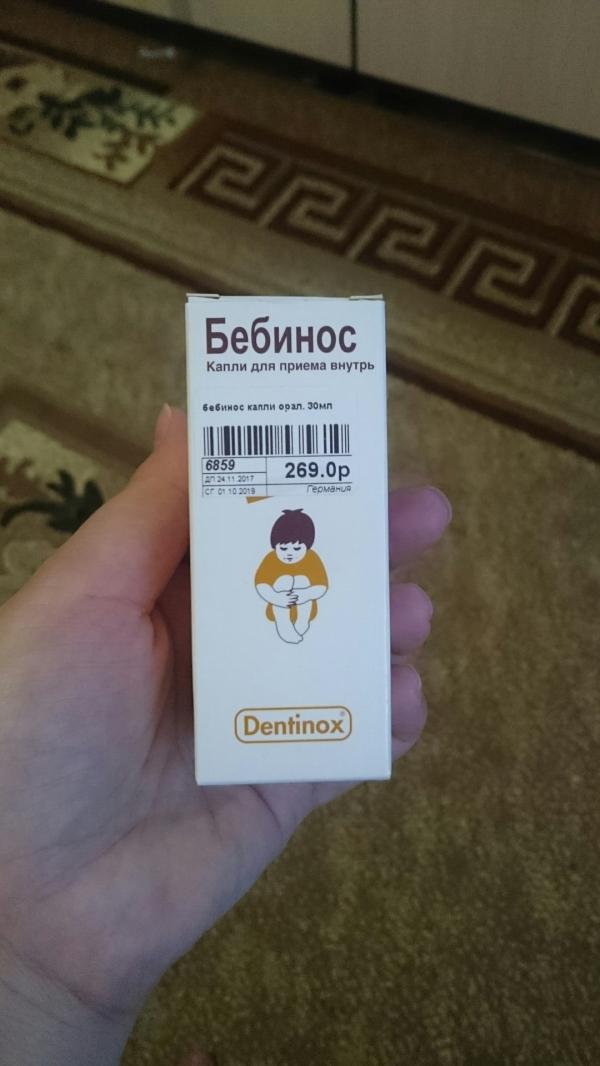 Бебинос
Капли для приема внутрь
бебинос капли орал. 30мл
6859
269.0р
ДП 24.11.2017
СГ 01.10.2019
Германия
Dentinox®